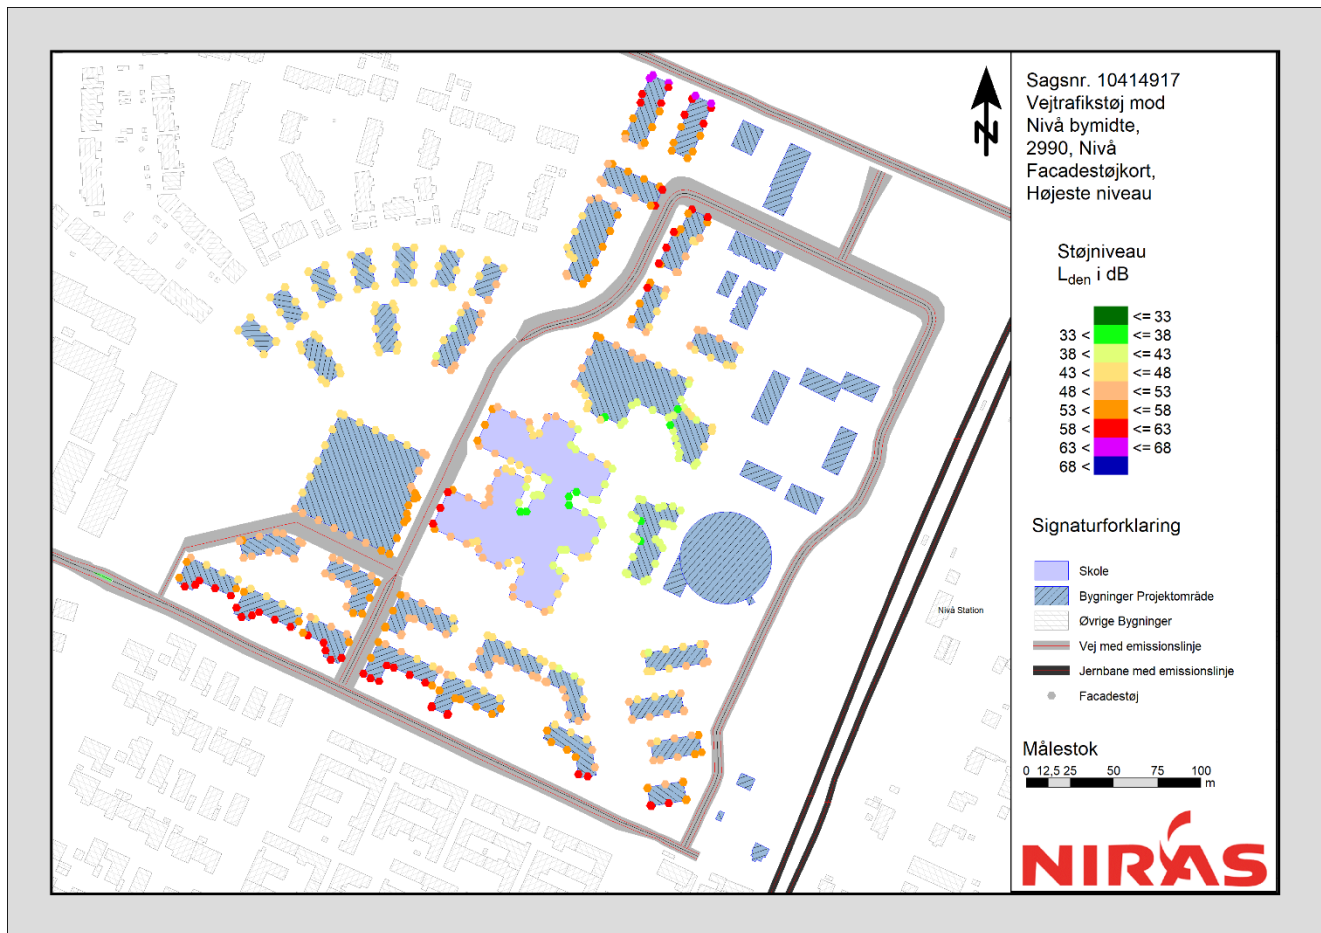 Sagsnr. 10414917
Vejtrafikstøj mod
Nivå bymidte,
2990, Nivå
Facadestøjkort,
Højeste niveau
N
Støjniveau
Lden i dB
<= 33
33 < <= 38
38 < <= 43
43 < <= 48
48 < <= 53
53 < <= 58
58 < <= 63
63 < <= 68
68 <
Signaturforklaring
Skole
Bygninger Projektområde
Øvrige Bygninger
Vej med emissionslinje
Jernbane med emissionslinje
Facadestøj
Nivå Station
Målestok
0 12,5 25 50 75 100
m
NIRAS